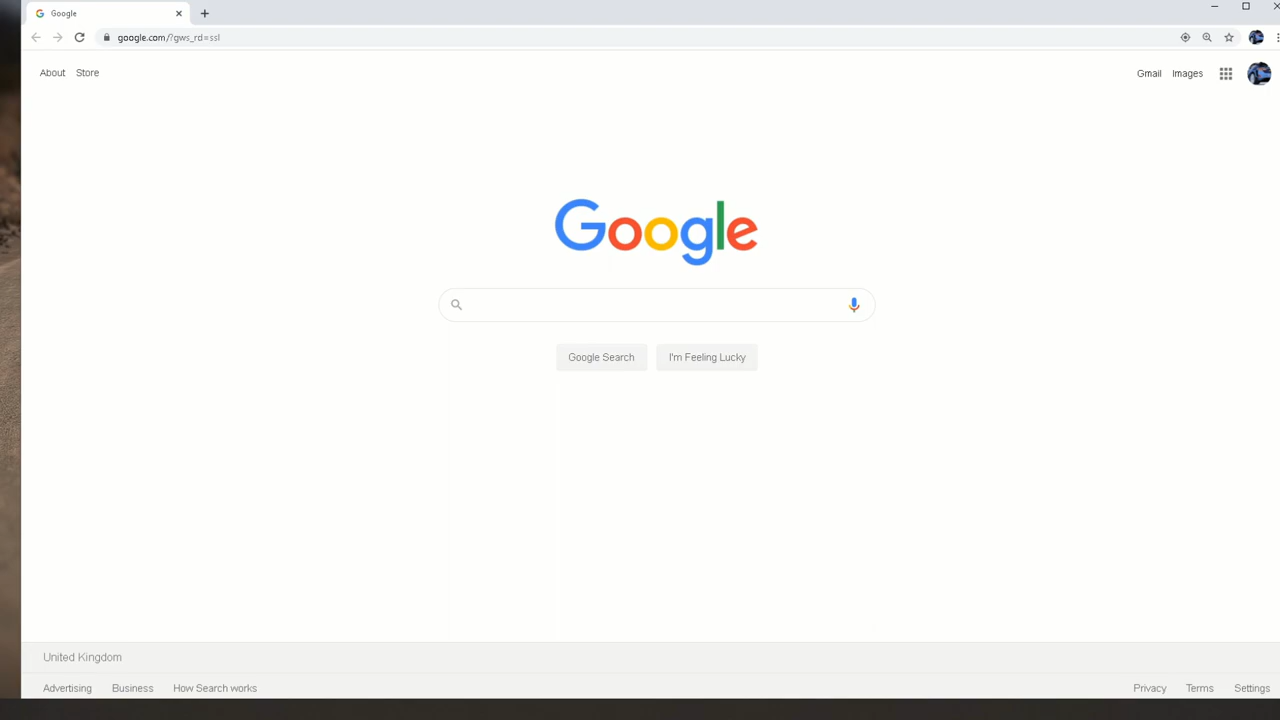 Google
google.com/?gws_rd=ssl
About Store
Gmail Images
Google
Google Search I'm Feeling Lucky
United Kingdom
Advertising Business How Search works
Privacy Terms Settings